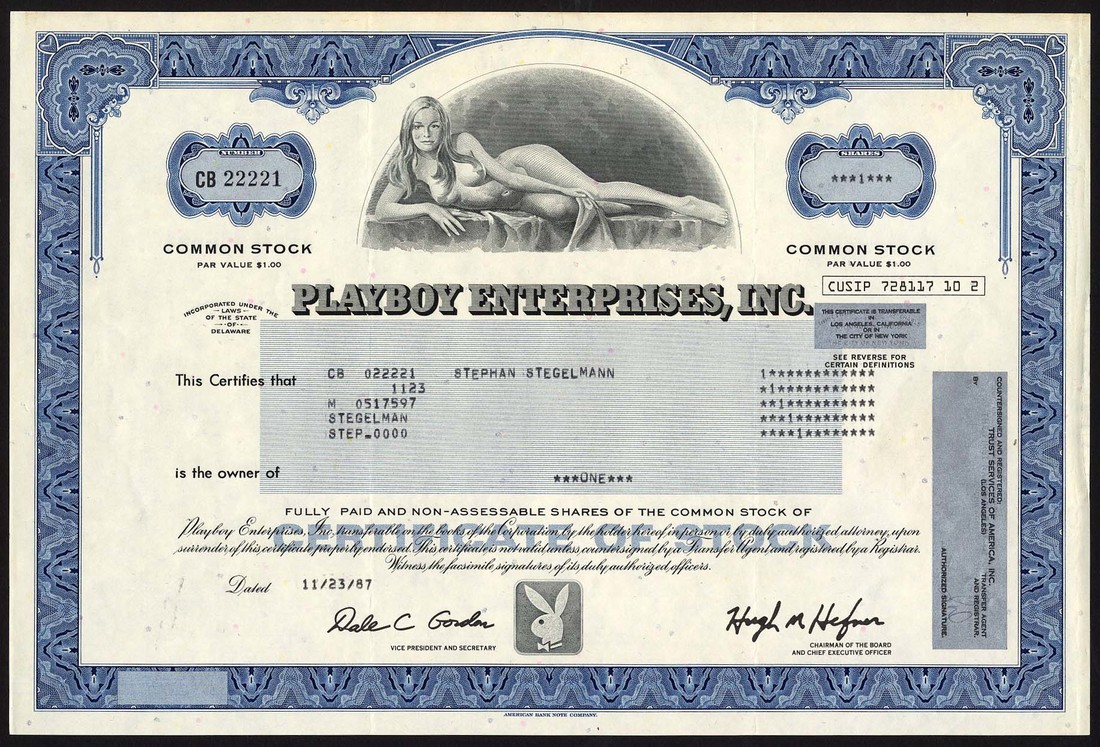 NUMBER
CB 22221
SHARES
***1***
COMMON STOCK
PAR VALUE $1.00
COMMON STOCK
PAR VALUE $1.00
CUSIP 728117 10 2
PLAYBOY ENTERPRISES, INC.
INCORPORATED UNDER THE
LAWS
OF THE STATE
-OF-
DELAWARE
THIS CERTIFICATE IS TRANSFERABLE
IN
LOS ANGELES, CALIFORNIA
OR IN
THE CITY OF NEW YORK
SEE REVERSE FOR
CERTAIN DEFINITIONS
This Certifies that
CB 022221 STEPHAN STEGELMANN
1123
M 0517597
STEGELMAN
STEP-0000
1**********
*1*********
**1********
***1*******
****1******
is the owner of
***ONE***
FULLY PAID AND NON-ASSESSABLE SHARES OF THE COMMON STOCK OF
CERTIFICATE OF STOCK
Playboy Enterprises, Inc., transferable on the books of the Corporation by the holder hereof in person or by duly authorized attorney, upon
surrender of this certificate properly endorsed. This certificate is not valid unless countersigned by a Transfer Agent and registered by a Registrar.
Witness the facsimile signatures of its duly authorized officers.
Dated 11/23/87
Dale C Gordon
VICE PRESIDENT AND SECRETARY
Hugh M Hefner
CHAIRMAN OF THE BOARD
AND CHIEF EXECUTIVE OFFICER
COUNTERSIGNED AND REGISTERED:
TRUST SERVICES OF AMERICA, INC.
(LOS ANGELES)
TRANSFER AGENT
AND REGISTRAR,
BY
AUTHORIZED SIGNATURE.
AMERICAN BANK NOTE COMPANY.